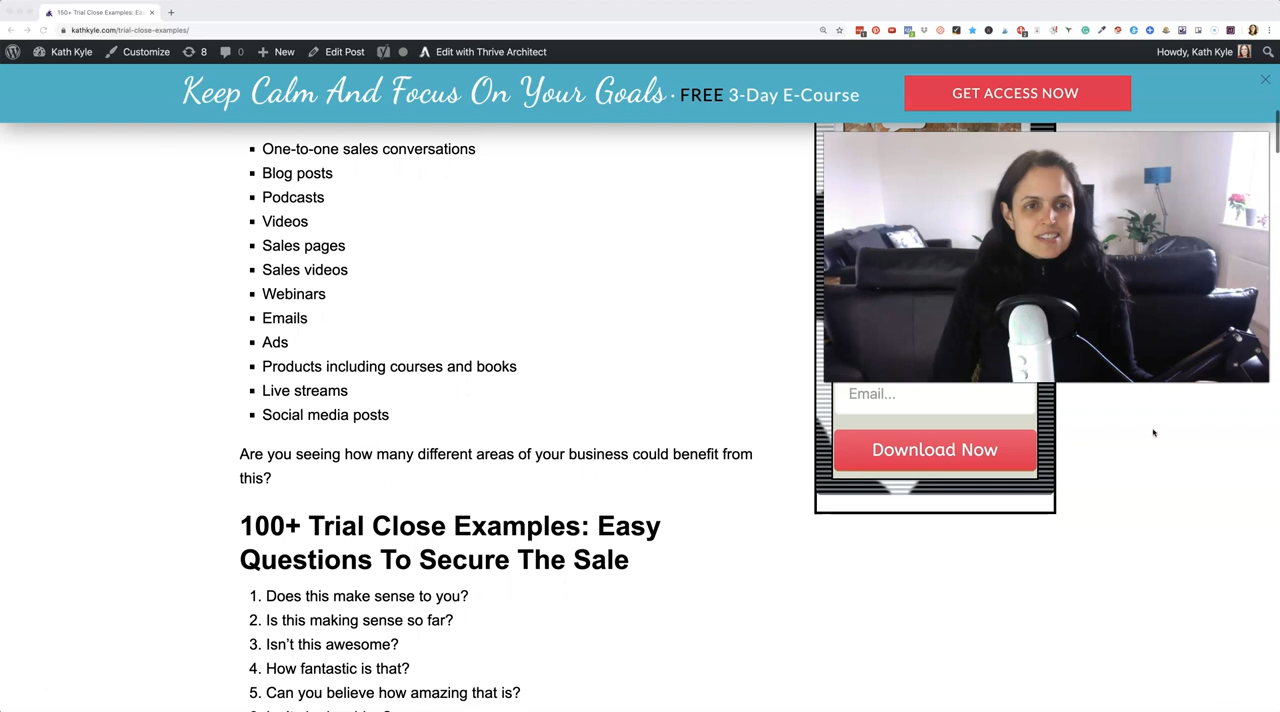 150+ Trial Close Examples: Eas
kathkyle.com/trial-close-examples/
Kath Kyle
Customize
8
0
New
Edit Post
Edit with Thrive Architect
Howdy, Kath Kyle
Keep Calm And Focus On Your Goals · FREE 3-Day E-Course
GET ACCESS NOW
One-to-one sales conversations
Blog posts
Podcasts
Videos
Sales pages
Sales videos
Webinars
Emails
Ads
Products including courses and books
Live streams
Social media posts
Email...
Download Now
Are you seeing how many different areas of your business could benefit from
this?
100+ Trial Close Examples: Easy
Questions To Secure The Sale
1. Does this make sense to you?
2. Is this making sense so far?
3. Isn’t this awesome?
4. How fantastic is that?
5. Can you believe how amazing that is?